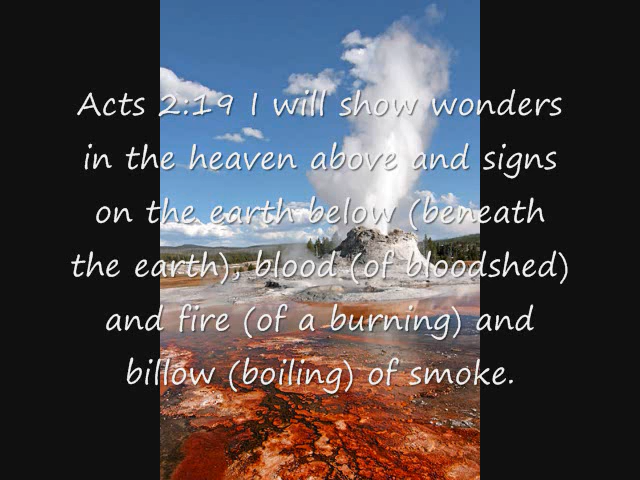 Acts 2:19 I will show wonders
in the heaven above and signs
on the earth below (beneath
the earth), blood (of bloodshed)
and fire (of a burning) and
billow (boiling) of smoke.